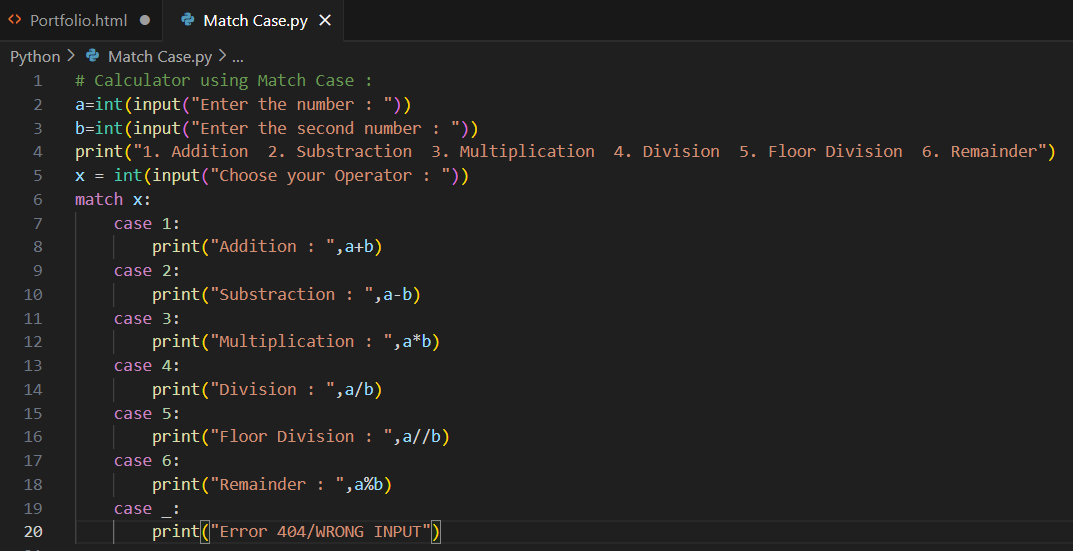 Portfolio.html ● Match Case.py ×
Python > Match Case.py > ...
1 # Calculator using Match Case :
2 a=int(input("Enter the number : "))
3 b=int(input("Enter the second number : "))
4 print("1. Addition  2. Substraction  3. Multiplication  4. Division  5. Floor Division  6. Remainder")
5 x = int(input("Choose your Operator : "))
6 match x:
7     case 1:
8         print("Addition : ",a+b)
9     case 2:
10         print("Substraction : ",a-b)
11     case 3:
12         print("Multiplication : ",a*b)
13     case 4:
14         print("Division : ",a/b)
15     case 5:
16         print("Floor Division : ",a//b)
17     case 6:
18         print("Remainder : ",a%b)
19     case _:
20         print("Error 404/WRONG INPUT")